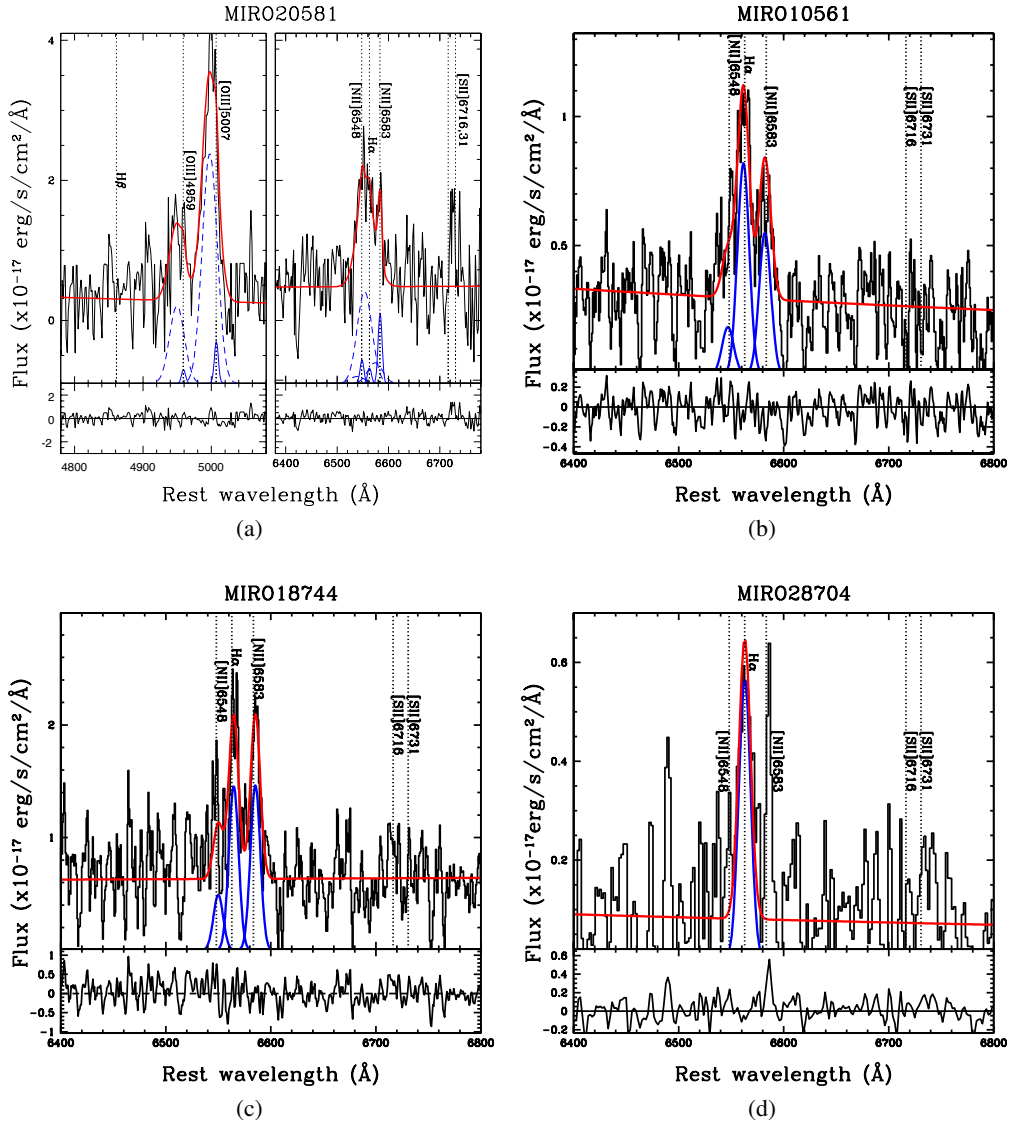 MIRO20581
4
2
0
Flux (x10⁻¹⁷ erg/s/cm²/Å)
Hβ
[OIII]4959
[OIII]5007
[NII]6548
Hα
[NII]6583
[SII]6716.31
2
0
-2
4800 4900 5000
6400 6500 6600 6700
Rest wavelength (Å)
(a)
MIRO10561
1
0.5
Flux (x10⁻¹⁷ erg/s/cm²/Å)
[NII]6548
Hα
[NII]6583
[SII]6716
[SII]6731
0.2
0
-0.2
-0.4
6400 6500 6600 6700 6800
Rest wavelength (Å)
(b)
MIRO18744
2
1
Flux (x10⁻¹⁷ erg/s/cm²/Å)
[NII]6548
Hα
[NII]6583
[SII]6716
[SII]6731
1
0.5
0
-0.5
-1
6400 6500 6600 6700 6800
Rest wavelength (Å)
(c)
MIRO28704
0.6
0.4
0.2
Flux (x10⁻¹⁷erg/s/cm²/Å)
[NII]6548
Hα
[NII]6583
[SII]6716
[SII]6731
0.6
0.4
0.2
0
-0.2
6400 6500 6600 6700 6800
Rest wavelength (Å)
(d)